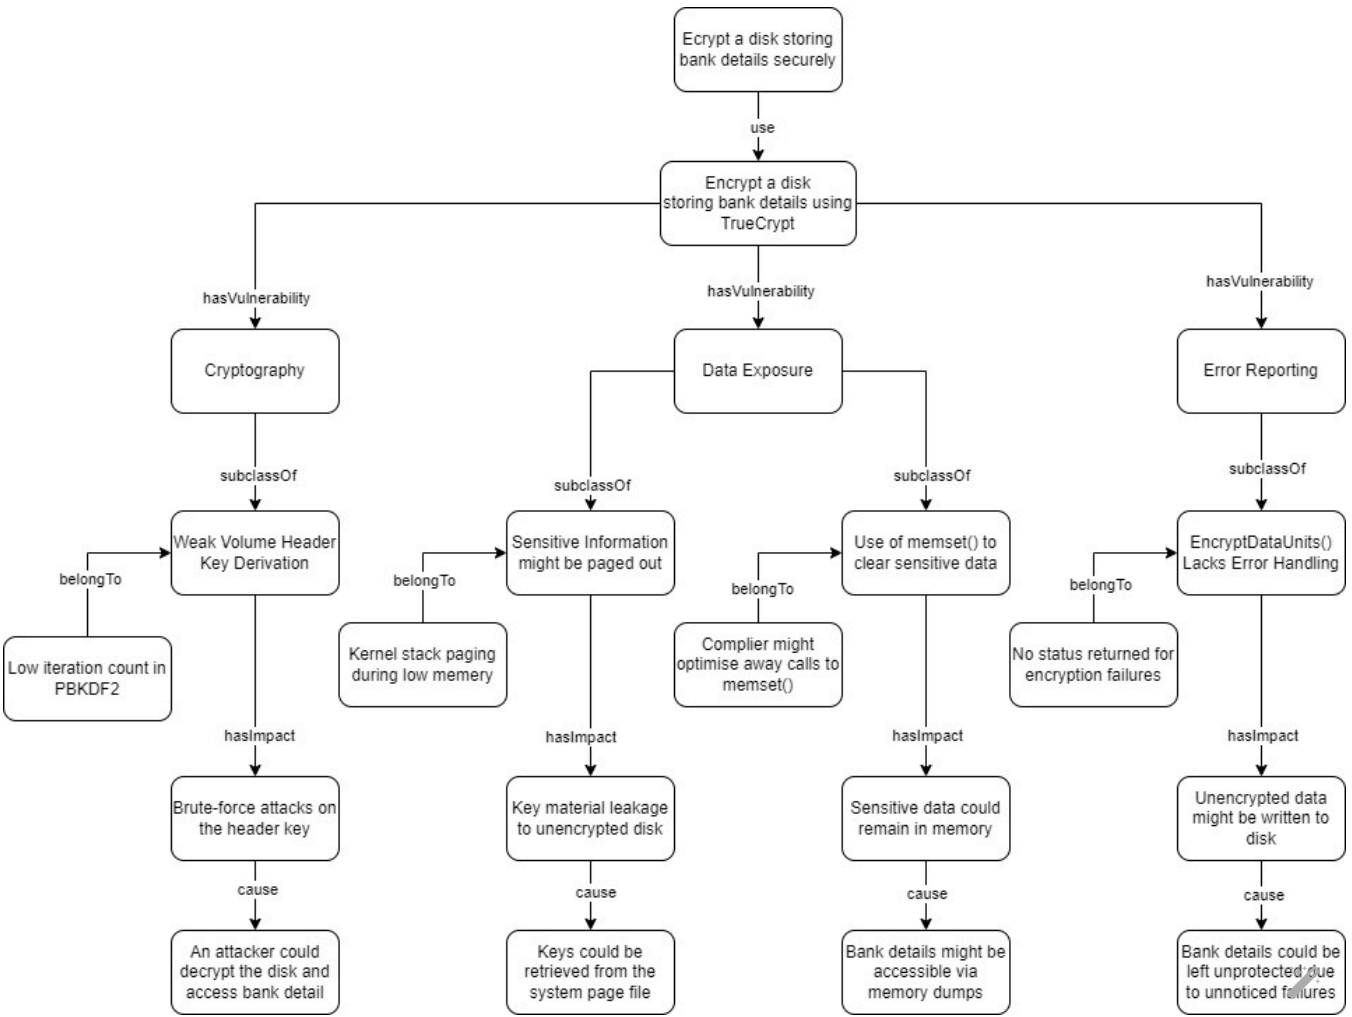 Ecrypt a disk storing
bank details securely
use
Encrypt a disk
storing bank details using
TrueCrypt
hasVulnerability
hasVulnerability
hasVulnerability
Cryptography
Data Exposure
Error Reporting
subclassOf
subclassOf
subclassOf
subclassOf
Weak Volume Header
Key Derivation
Sensitive Information
might be paged out
Use of memset() to
clear sensitive data
EncryptDataUnits()
Lacks Error Handling
belongTo
belongTo
belongTo
belongTo
Low iteration count in
PBKDF2
Kernel stack paging
during low memery
Complier might
optimise away calls to
memset()
No status returned for
encryption failures
hasImpact
hasImpact
hasImpact
hasImpact
Brute-force attacks on
the header key
Key material leakage
to unencrypted disk
Sensitive data could
remain in memory
Unencrypted data
might be written to
disk
cause
cause
cause
cause
An attacker could
decrypt the disk and
access bank detail
Keys could be
retrieved from the
system page file
Bank details might be
accessible via
memory dumps
Bank details could be
left unprotected due
to unnoticed failures